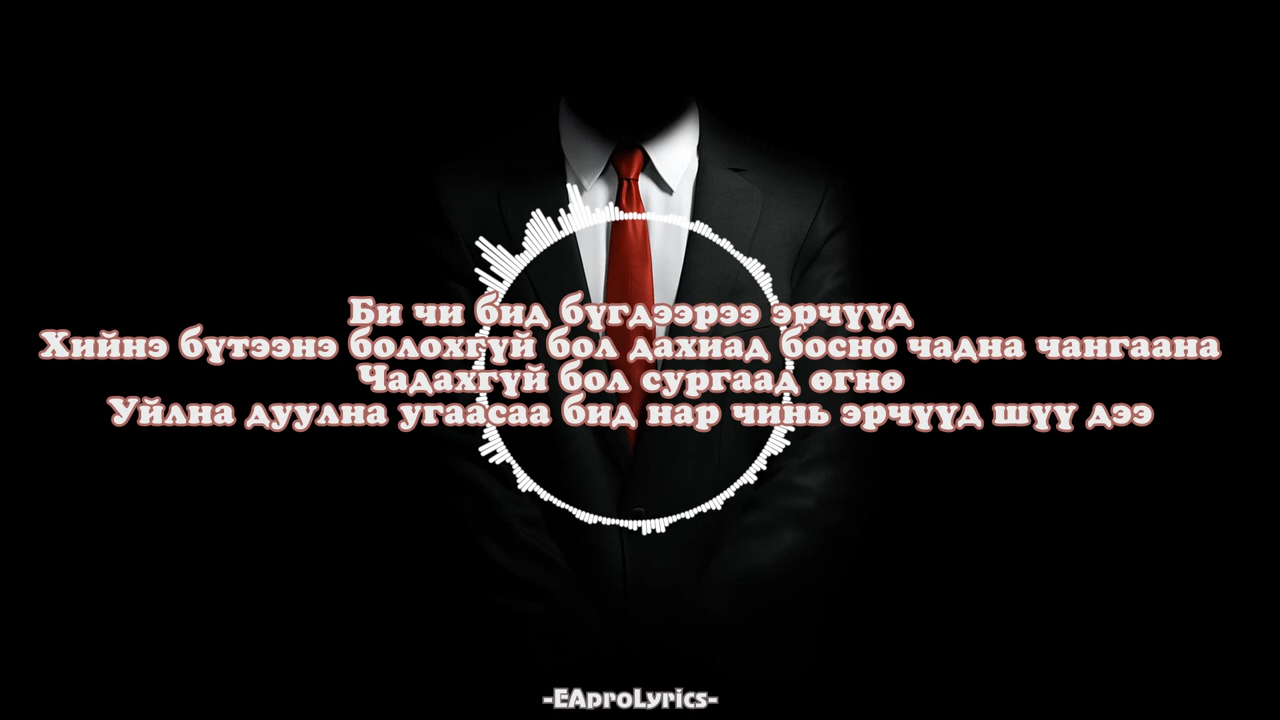 Би чи бид бүгдээрээ эрчүүд
Хийнэ бүтээнэ болохгүй бол дахиад босно чадна чангаана
Чадахгүй бол сургаад өгнө
Уйлна дуулна угаасаа бид нар чинь эрчүүд шүү дээ
-EAproLyrics-